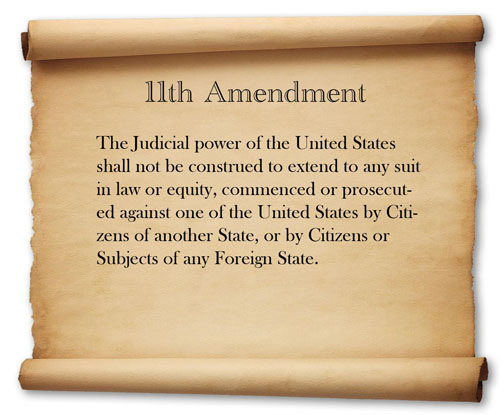 11th Amendment
The Judicial power of the United States
shall not be construed to extend to any suit
in law or equity, commenced or prosecut-
ed against one of the United States by Citi-
zens of another State, or by Citizens or
Subjects of any Foreign State.